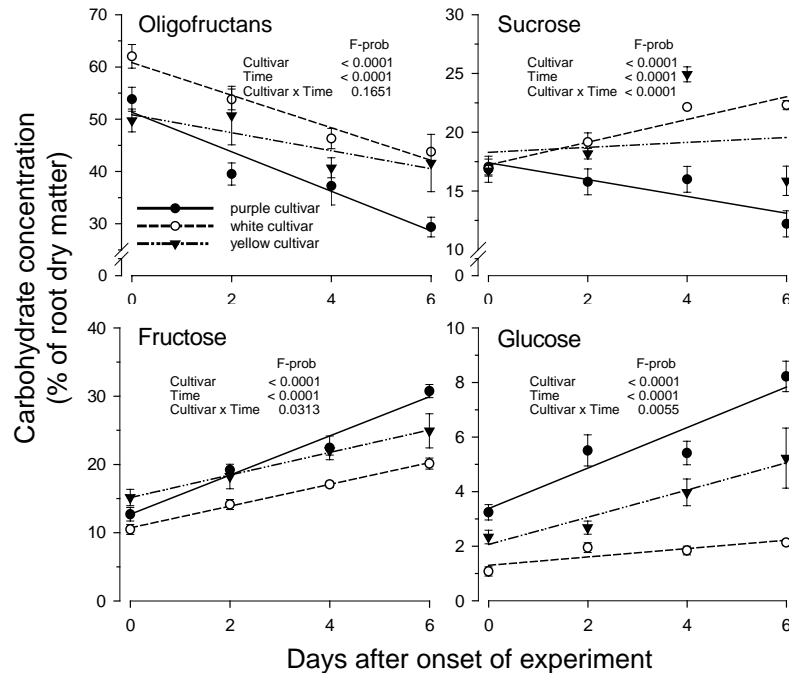 Carbohydrate concentration
(% of root dry matter)
Oligofructans
F-prob
Cultivar < 0.0001
Time < 0.0001
Cultivar x Time 0.1651
70
60
50
40
30
0
purple cultivar
white cultivar
yellow cultivar
0 2 4 6
Sucrose
F-prob
Cultivar < 0.0001
Time < 0.0001
Cultivar x Time < 0.0001
30
25
20
15
10
0
0 2 4 6
Fructose
F-prob
Cultivar < 0.0001
Time < 0.0001
Cultivar x Time 0.0313
40
30
20
10
0
0 2 4 6
Glucose
F-prob
Cultivar < 0.0001
Time < 0.0001
Cultivar x Time 0.0055
10
8
6
4
2
0
0 2 4 6
Days after onset of experiment